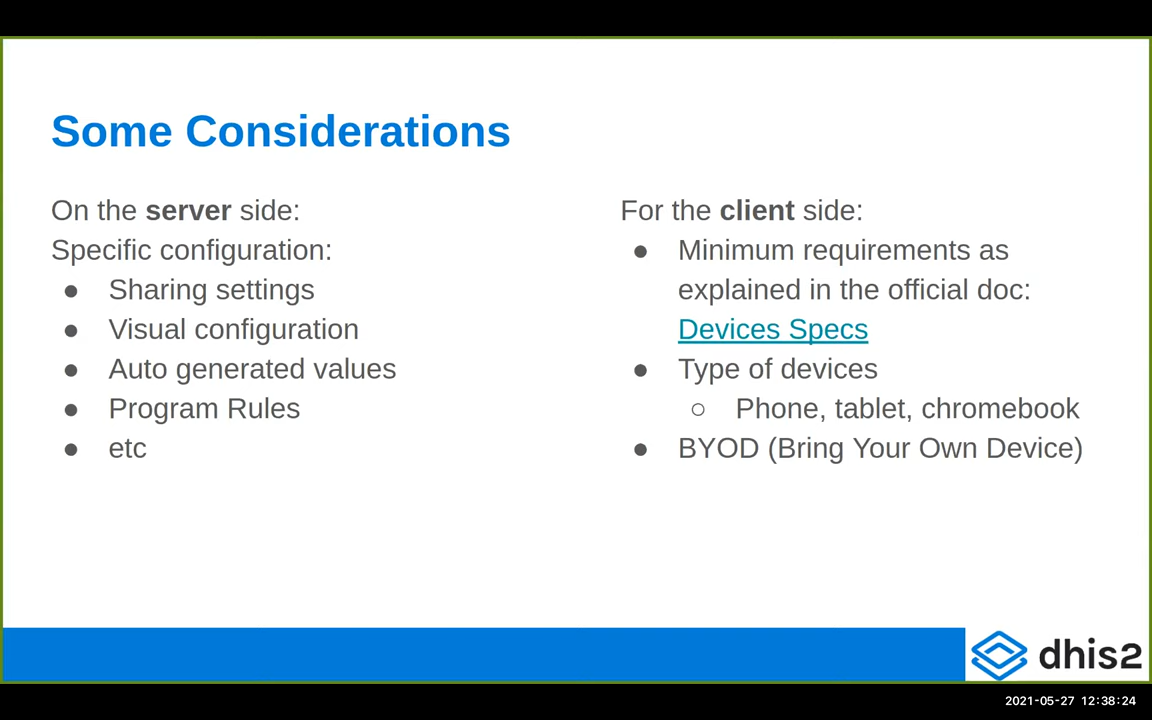 Some Considerations
On the server side:
Specific configuration:
● Sharing settings
● Visual configuration
● Auto generated values
● Program Rules
● etc
For the client side:
● Minimum requirements as
explained in the official doc:
Devices Specs
● Type of devices
○ Phone, tablet, chromebook
● BYOD (Bring Your Own Device)
dhis2
2021-05-27 12:38:24